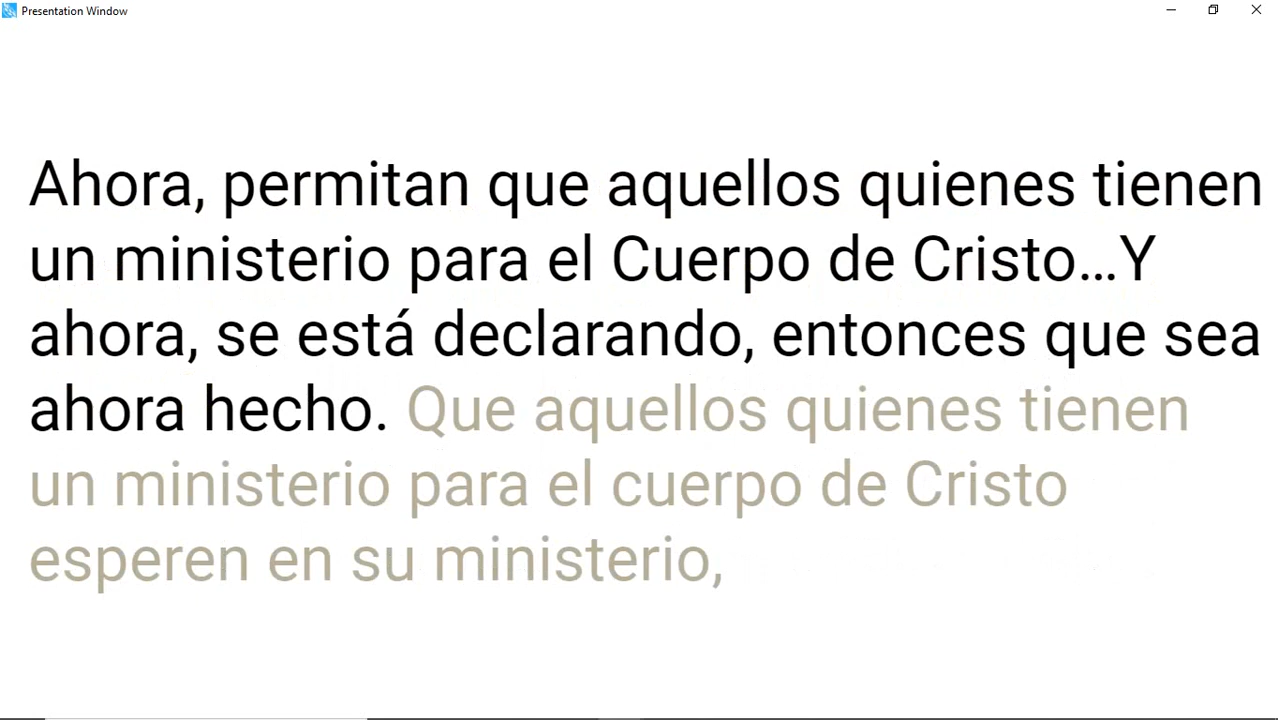 Presentation Window
Ahora, permitan que aquellos quienes tienen
un ministerio para el Cuerpo de Cristo...Y
ahora, se está declarando, entonces que sea
ahora hecho. Que aquellos quienes tienen
un ministerio para el cuerpo de Cristo
esperen en su ministerio,